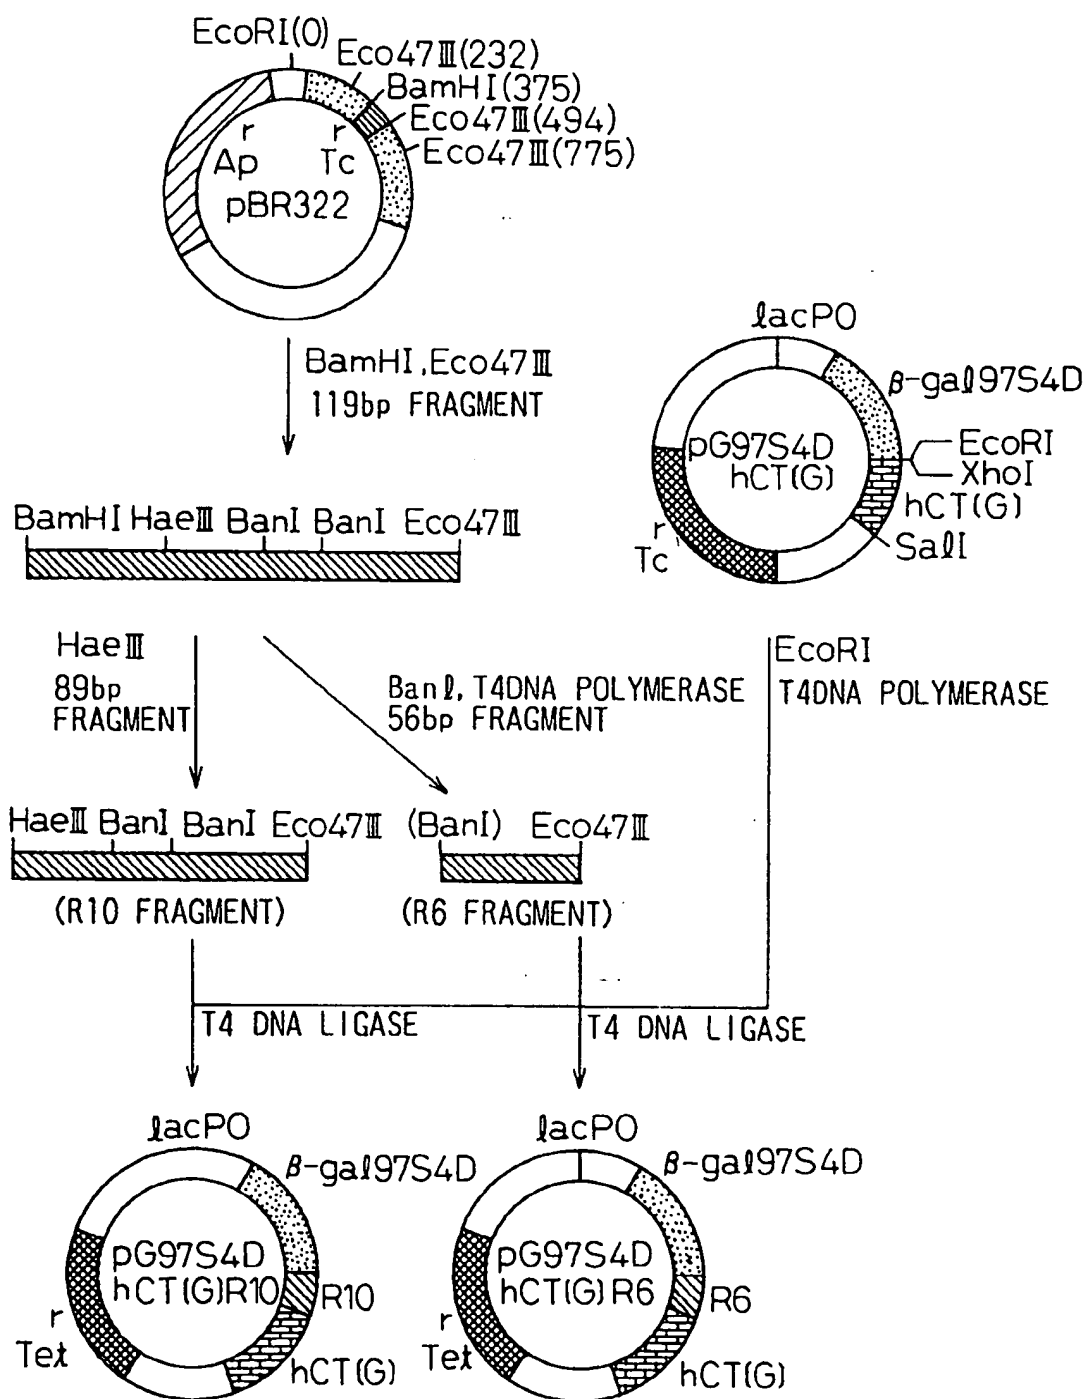 EcoRI(0)
Eco47Ⅲ(232)
BamHI(375)
Eco47Ⅲ(494)
Eco47Ⅲ(775)
r
Ap
r
Tc
pBR322
BamHI,Eco47Ⅲ
119bp FRAGMENT
lacPO
β-gal97S4D
EcoRI
XhoI
hCT(G)
SalI
pG97S4D
hCT(G)
r
Tc
BamHI HaeⅢ BanI BanI Eco47Ⅲ
HaeⅢ
89bp
FRAGMENT
Banl, T4DNA POLYMERASE
56bp FRAGMENT
EcoRI
T4DNA POLYMERASE
HaeⅢ BanI BanI Eco47Ⅲ
(BanI) Eco47Ⅲ
(R10 FRAGMENT)
(R6 FRAGMENT)
T4 DNA LIGASE
T4 DNA LIGASE
lacPO
β-gal97S4D
pG97S4D
hCT(G)R10
R10
r
Tet
hCT(G)
lacPO
β-gal97S4D
pG97S4D
hCT(G)R6
R6
r
Tet
hCT(G)